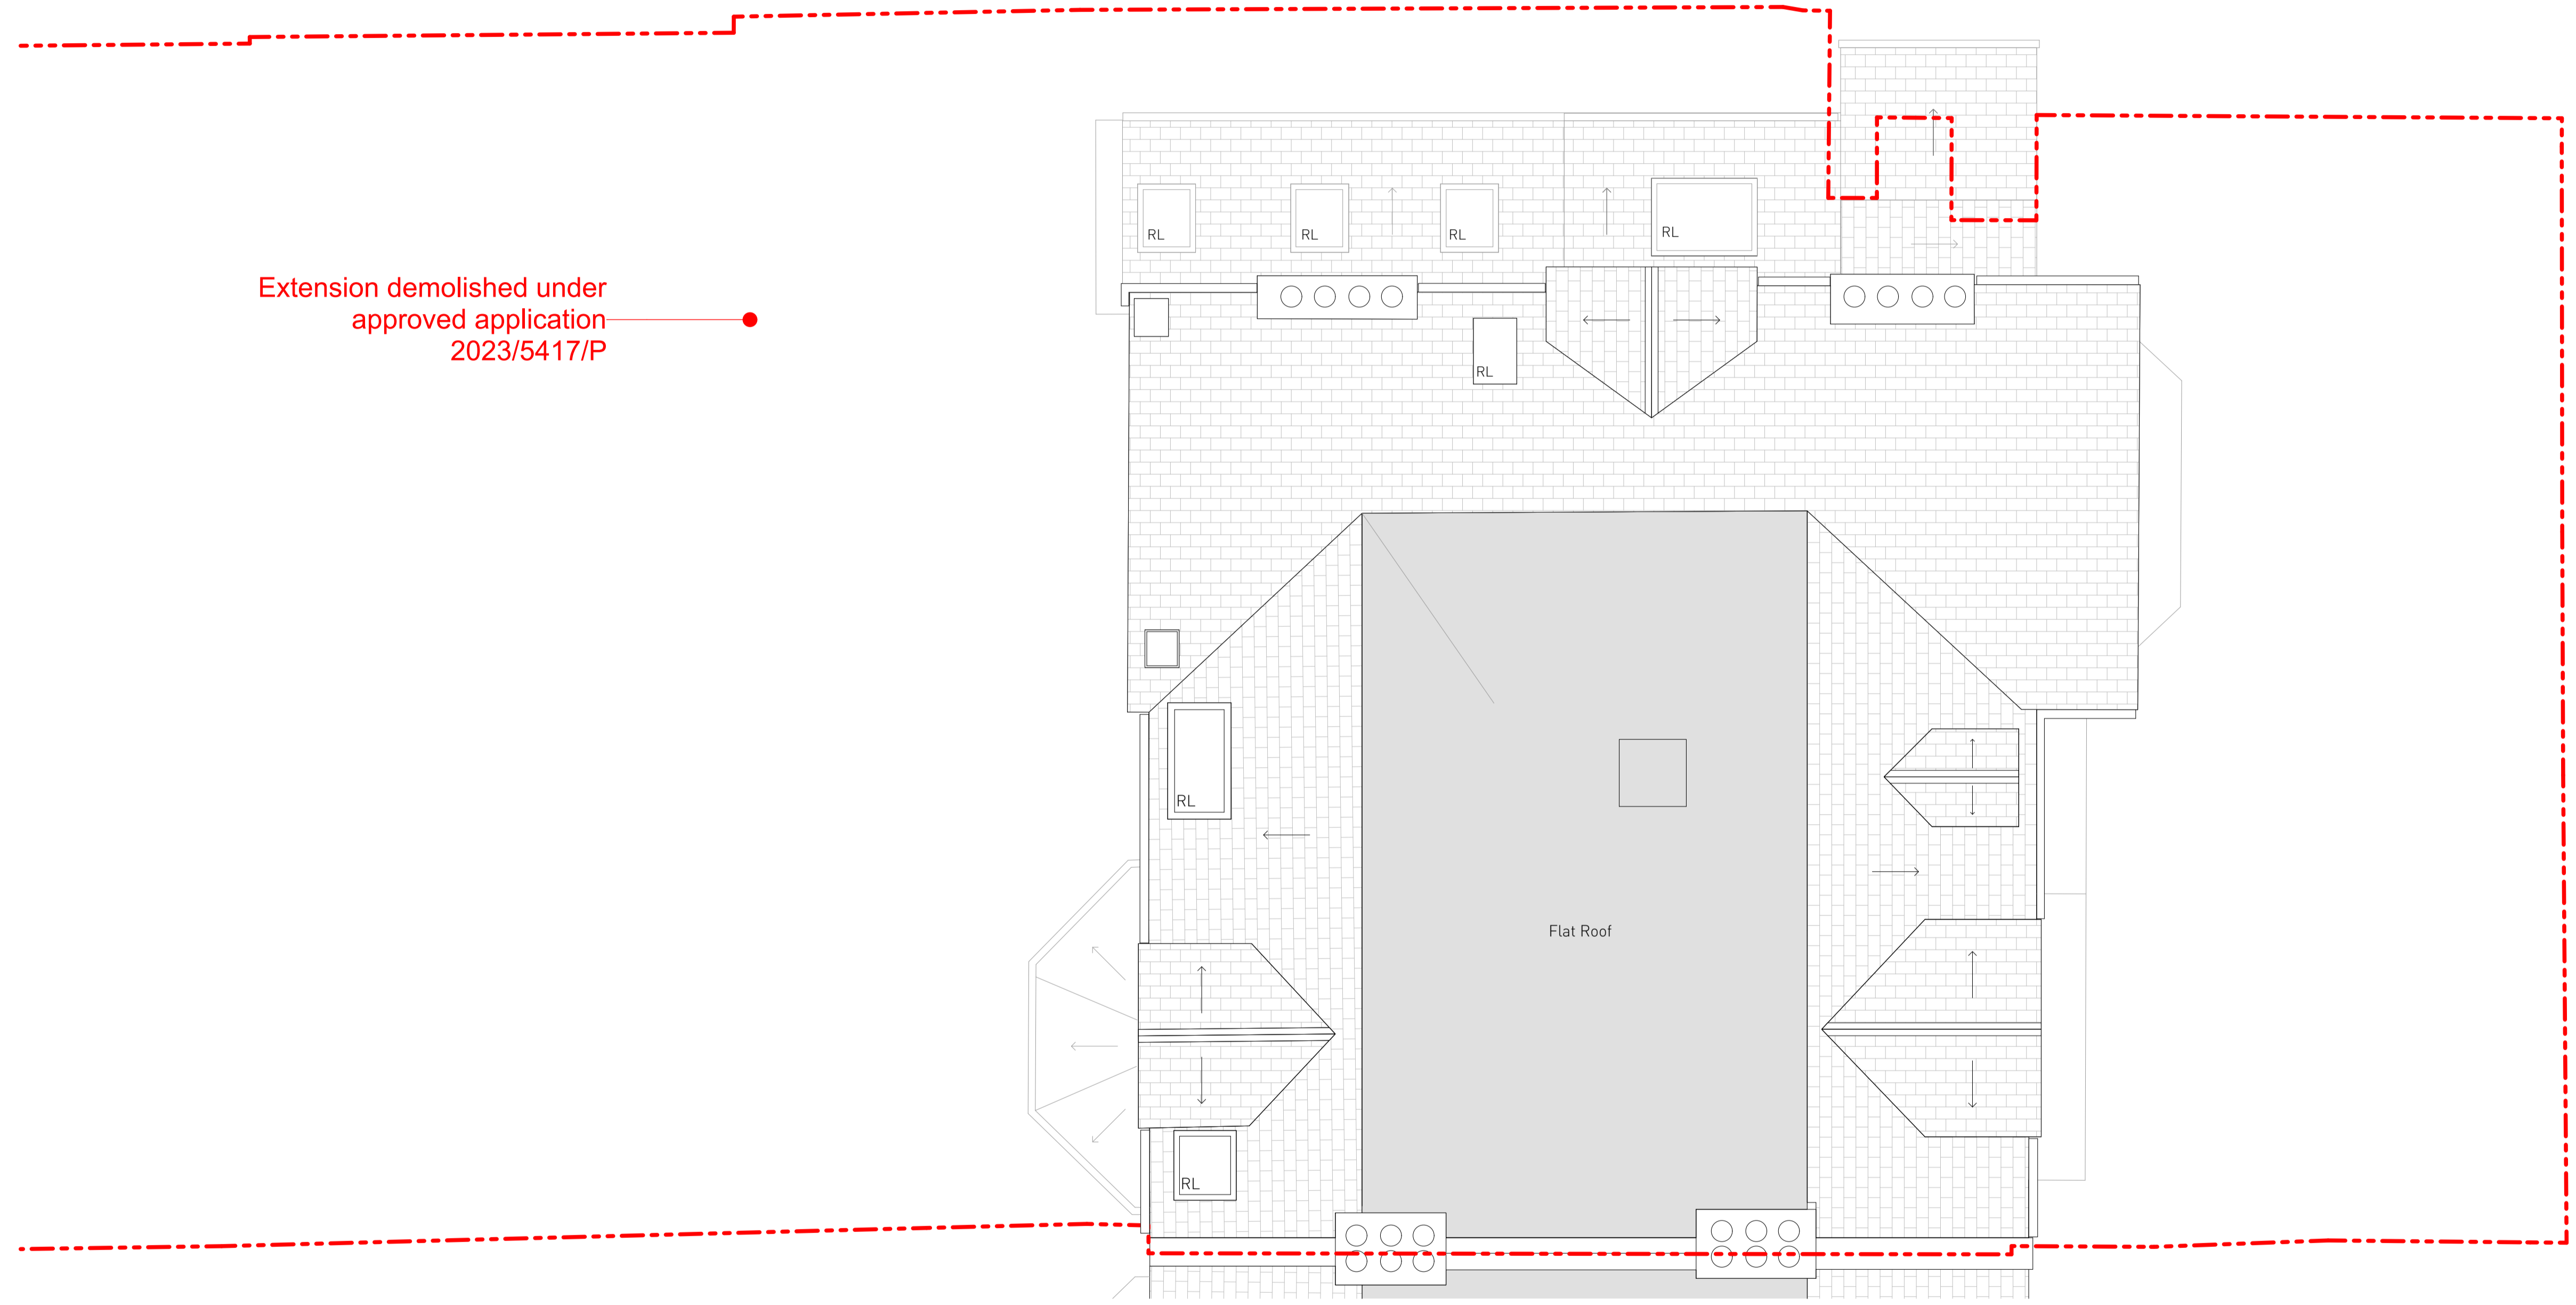 RL
RL
RL
RL
Extension demolished under
approved application
2023/5417/P
RL
RL
Flat Roof
RL